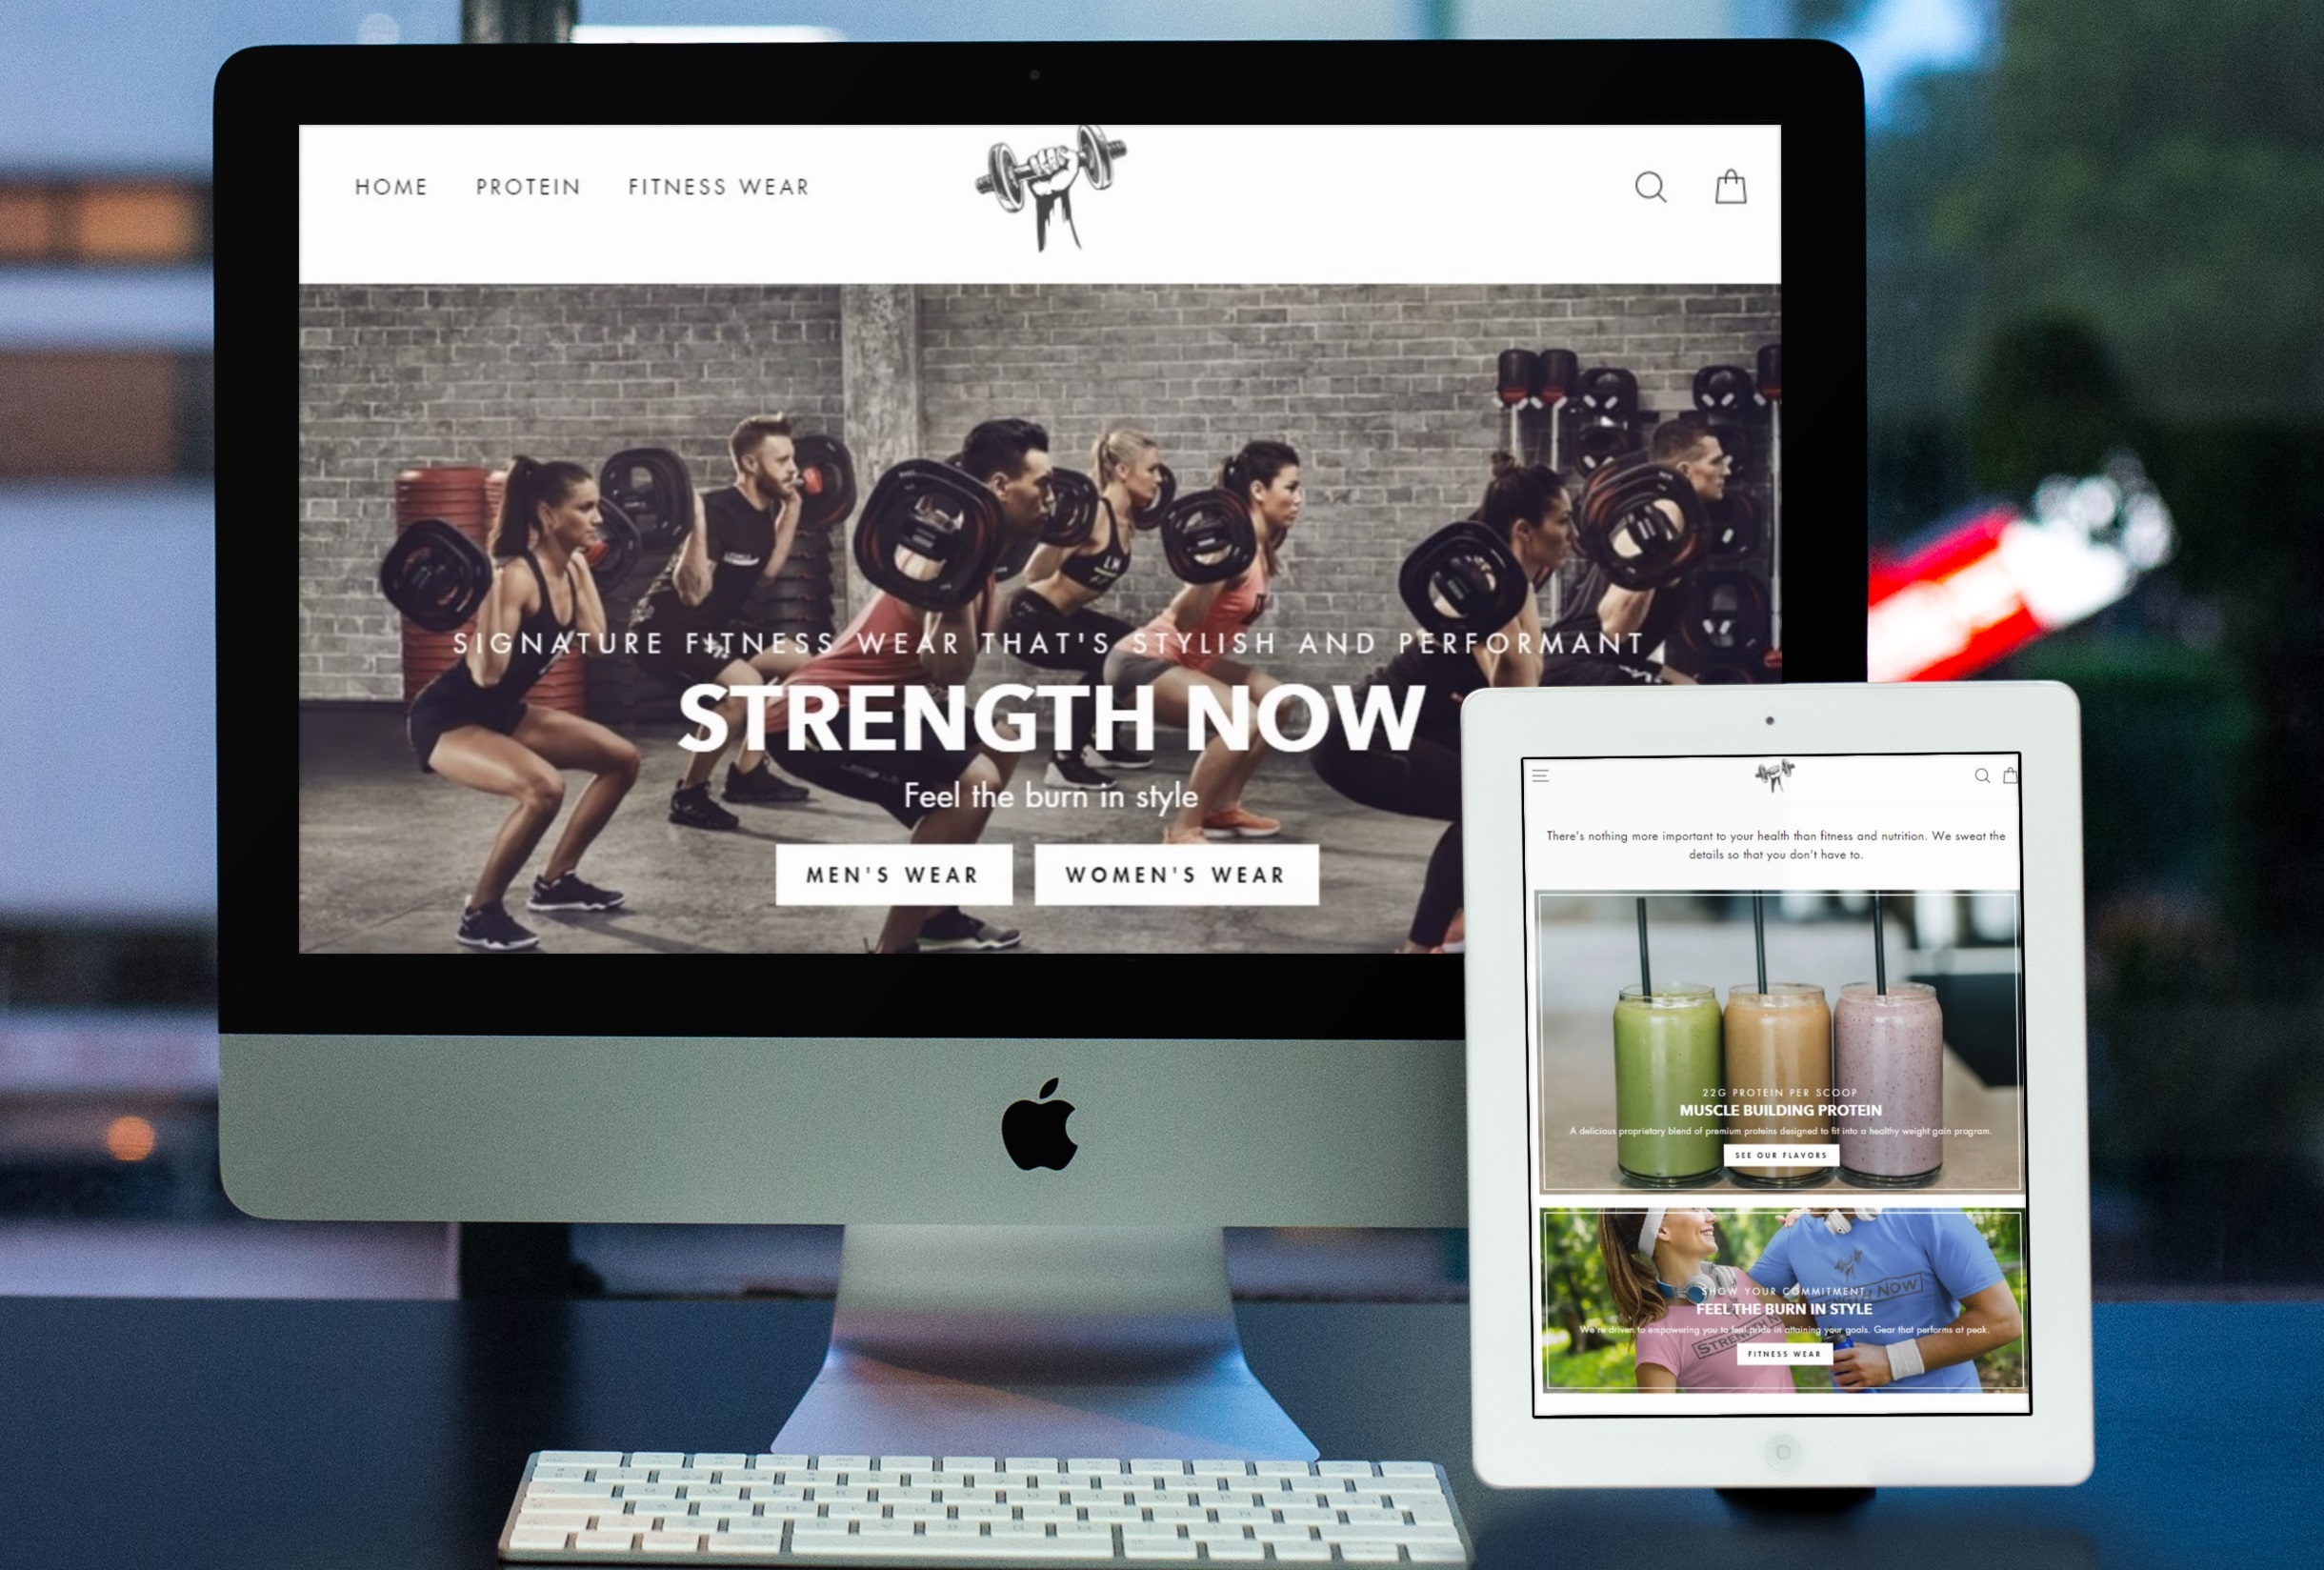 HOME PROTEIN FITNESS WEAR
SIGNATURE FITNESS WEAR THAT'S STYLISH AND PERFORMANT
STRENGTH NOW
Feel the burn in style
MEN'S WEAR WOMEN'S WEAR
There's nothing more important to your health than fitness and nutrition. We sweat the
details so that you don't have to.
22G PROTEIN PER SCOOP
MUSCLE BUILDING PROTEIN
A delicious proprietary blend of premium proteins designed to fit into a healthy weight gain program.
SEE OUR FLAVORS
SHOW YOUR COMMITMENT
FEEL THE BURN IN STYLE
We're driven to empowering you to feel pride in attaining your goals. Gear that performs at peak.
FITNESS WEAR